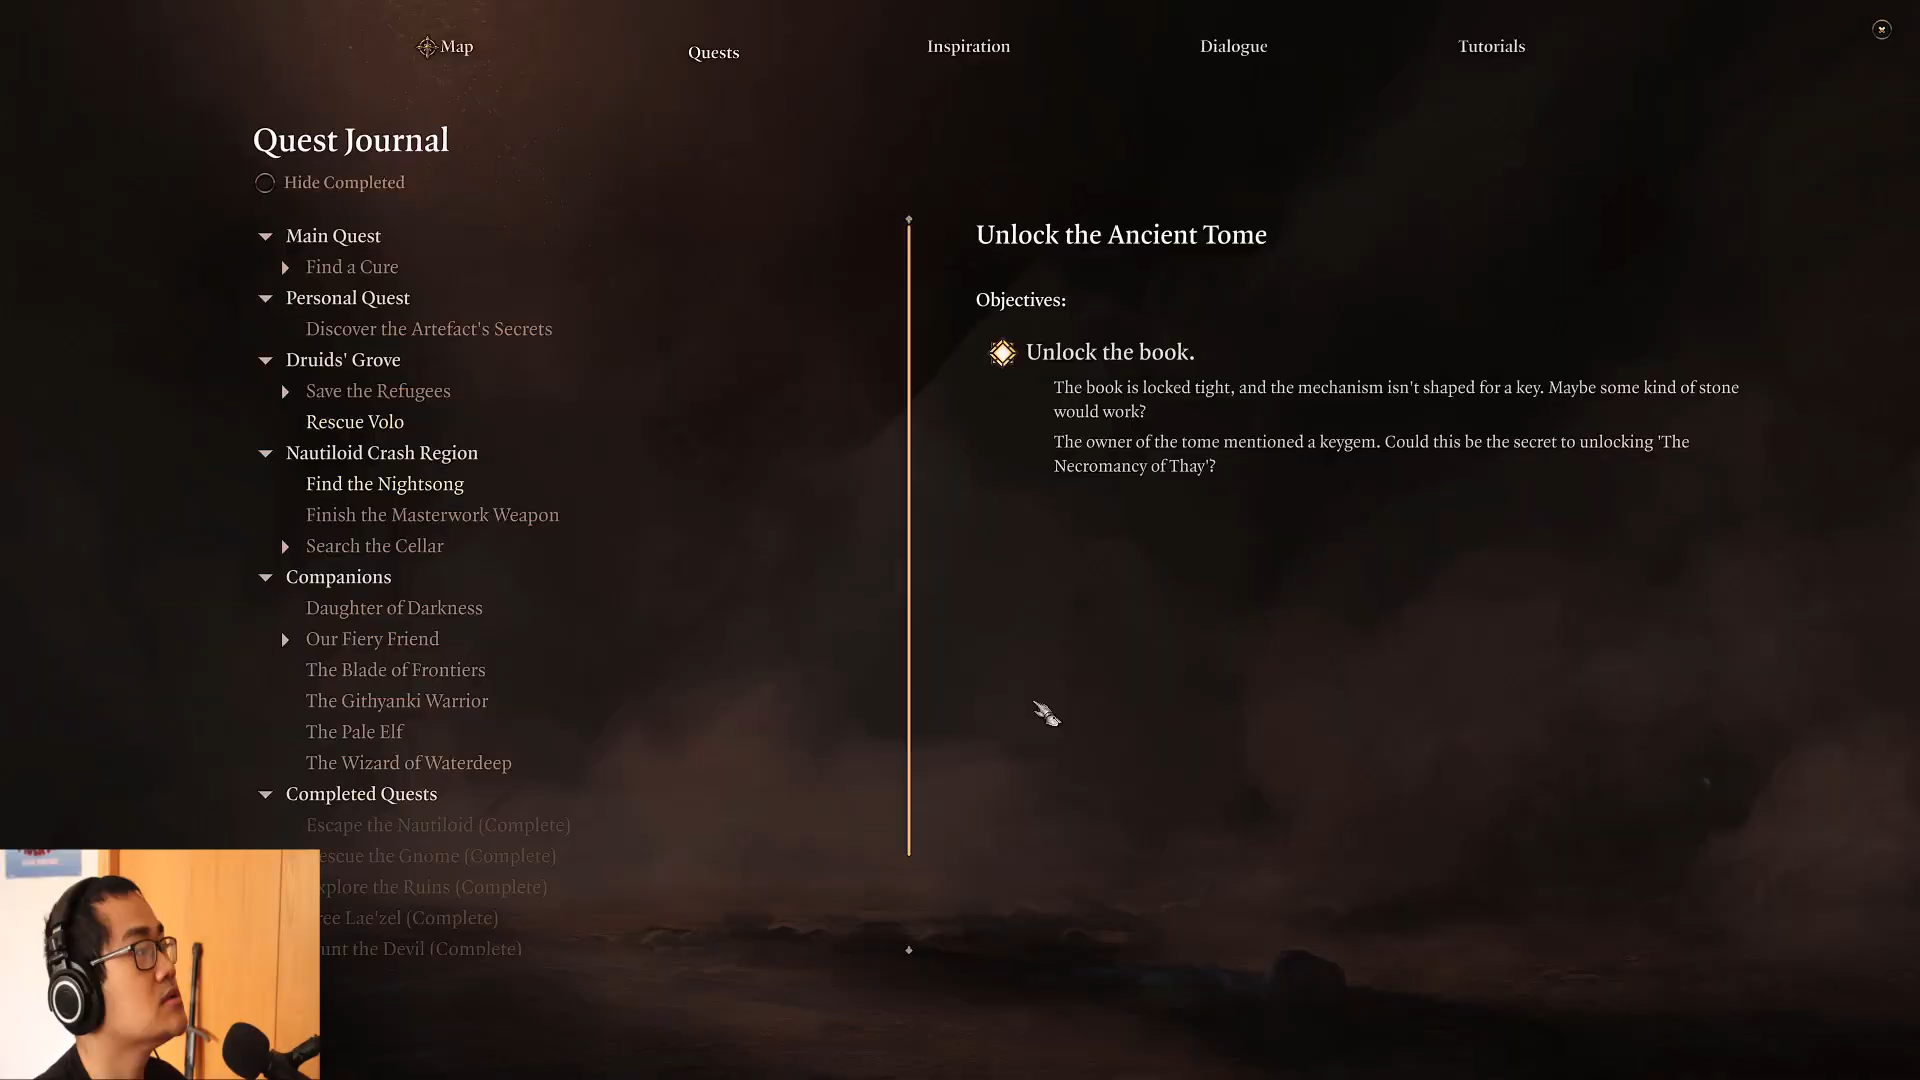 Map
Quests
Inspiration
Dialogue
Tutorials
Quest Journal
Hide Completed
Main Quest
Find a Cure
Personal Quest
Discover the Artefact's Secrets
Druids' Grove
Save the Refugees
Rescue Volo
Nautiloid Crash Region
Find the Nightsong
Finish the Masterwork Weapon
Search the Cellar
Companions
Daughter of Darkness
Our Fiery Friend
The Blade of Frontiers
The Githyanki Warrior
The Pale Elf
The Wizard of Waterdeep
Completed Quests
Escape the Nautiloid (Complete)
escue the Gnome (Complete)
xplore the Ruins (Complete)
ree Lae'zel (Complete)
unt the Devil (Complete)
Unlock the Ancient Tome
Objectives:
Unlock the book.
The book is locked tight, and the mechanism isn't shaped for a key. Maybe some kind of stone
would work?
The owner of the tome mentioned a keygem. Could this be the secret to unlocking 'The
Necromancy of Thay'?